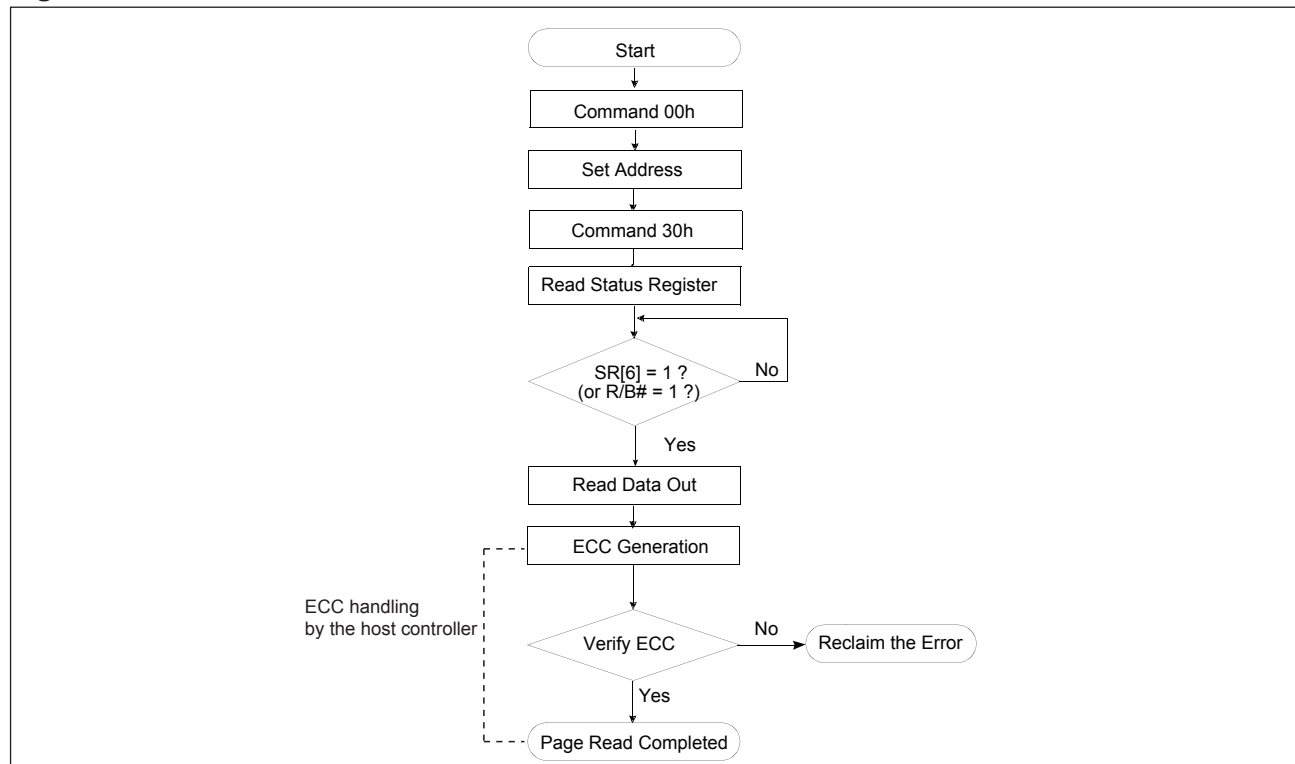 Start
Command 00h
Set Address
Command 30h
Read Status Register
SR[6] = 1 ?
(or R/B# = 1 ?)
No
Yes
Read Data Out
ECC Generation
ECC handling
by the host controller
Verify ECC
No
Reclaim the Error
Yes
Page Read Completed